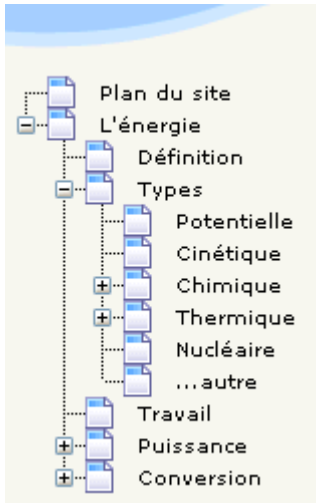 Plan du site
L'énergie
Définition
Types
Potentielle
Cinétique
Chimique
Thermique
Nucléaire
...autre
Travail
Puissance
Conversion